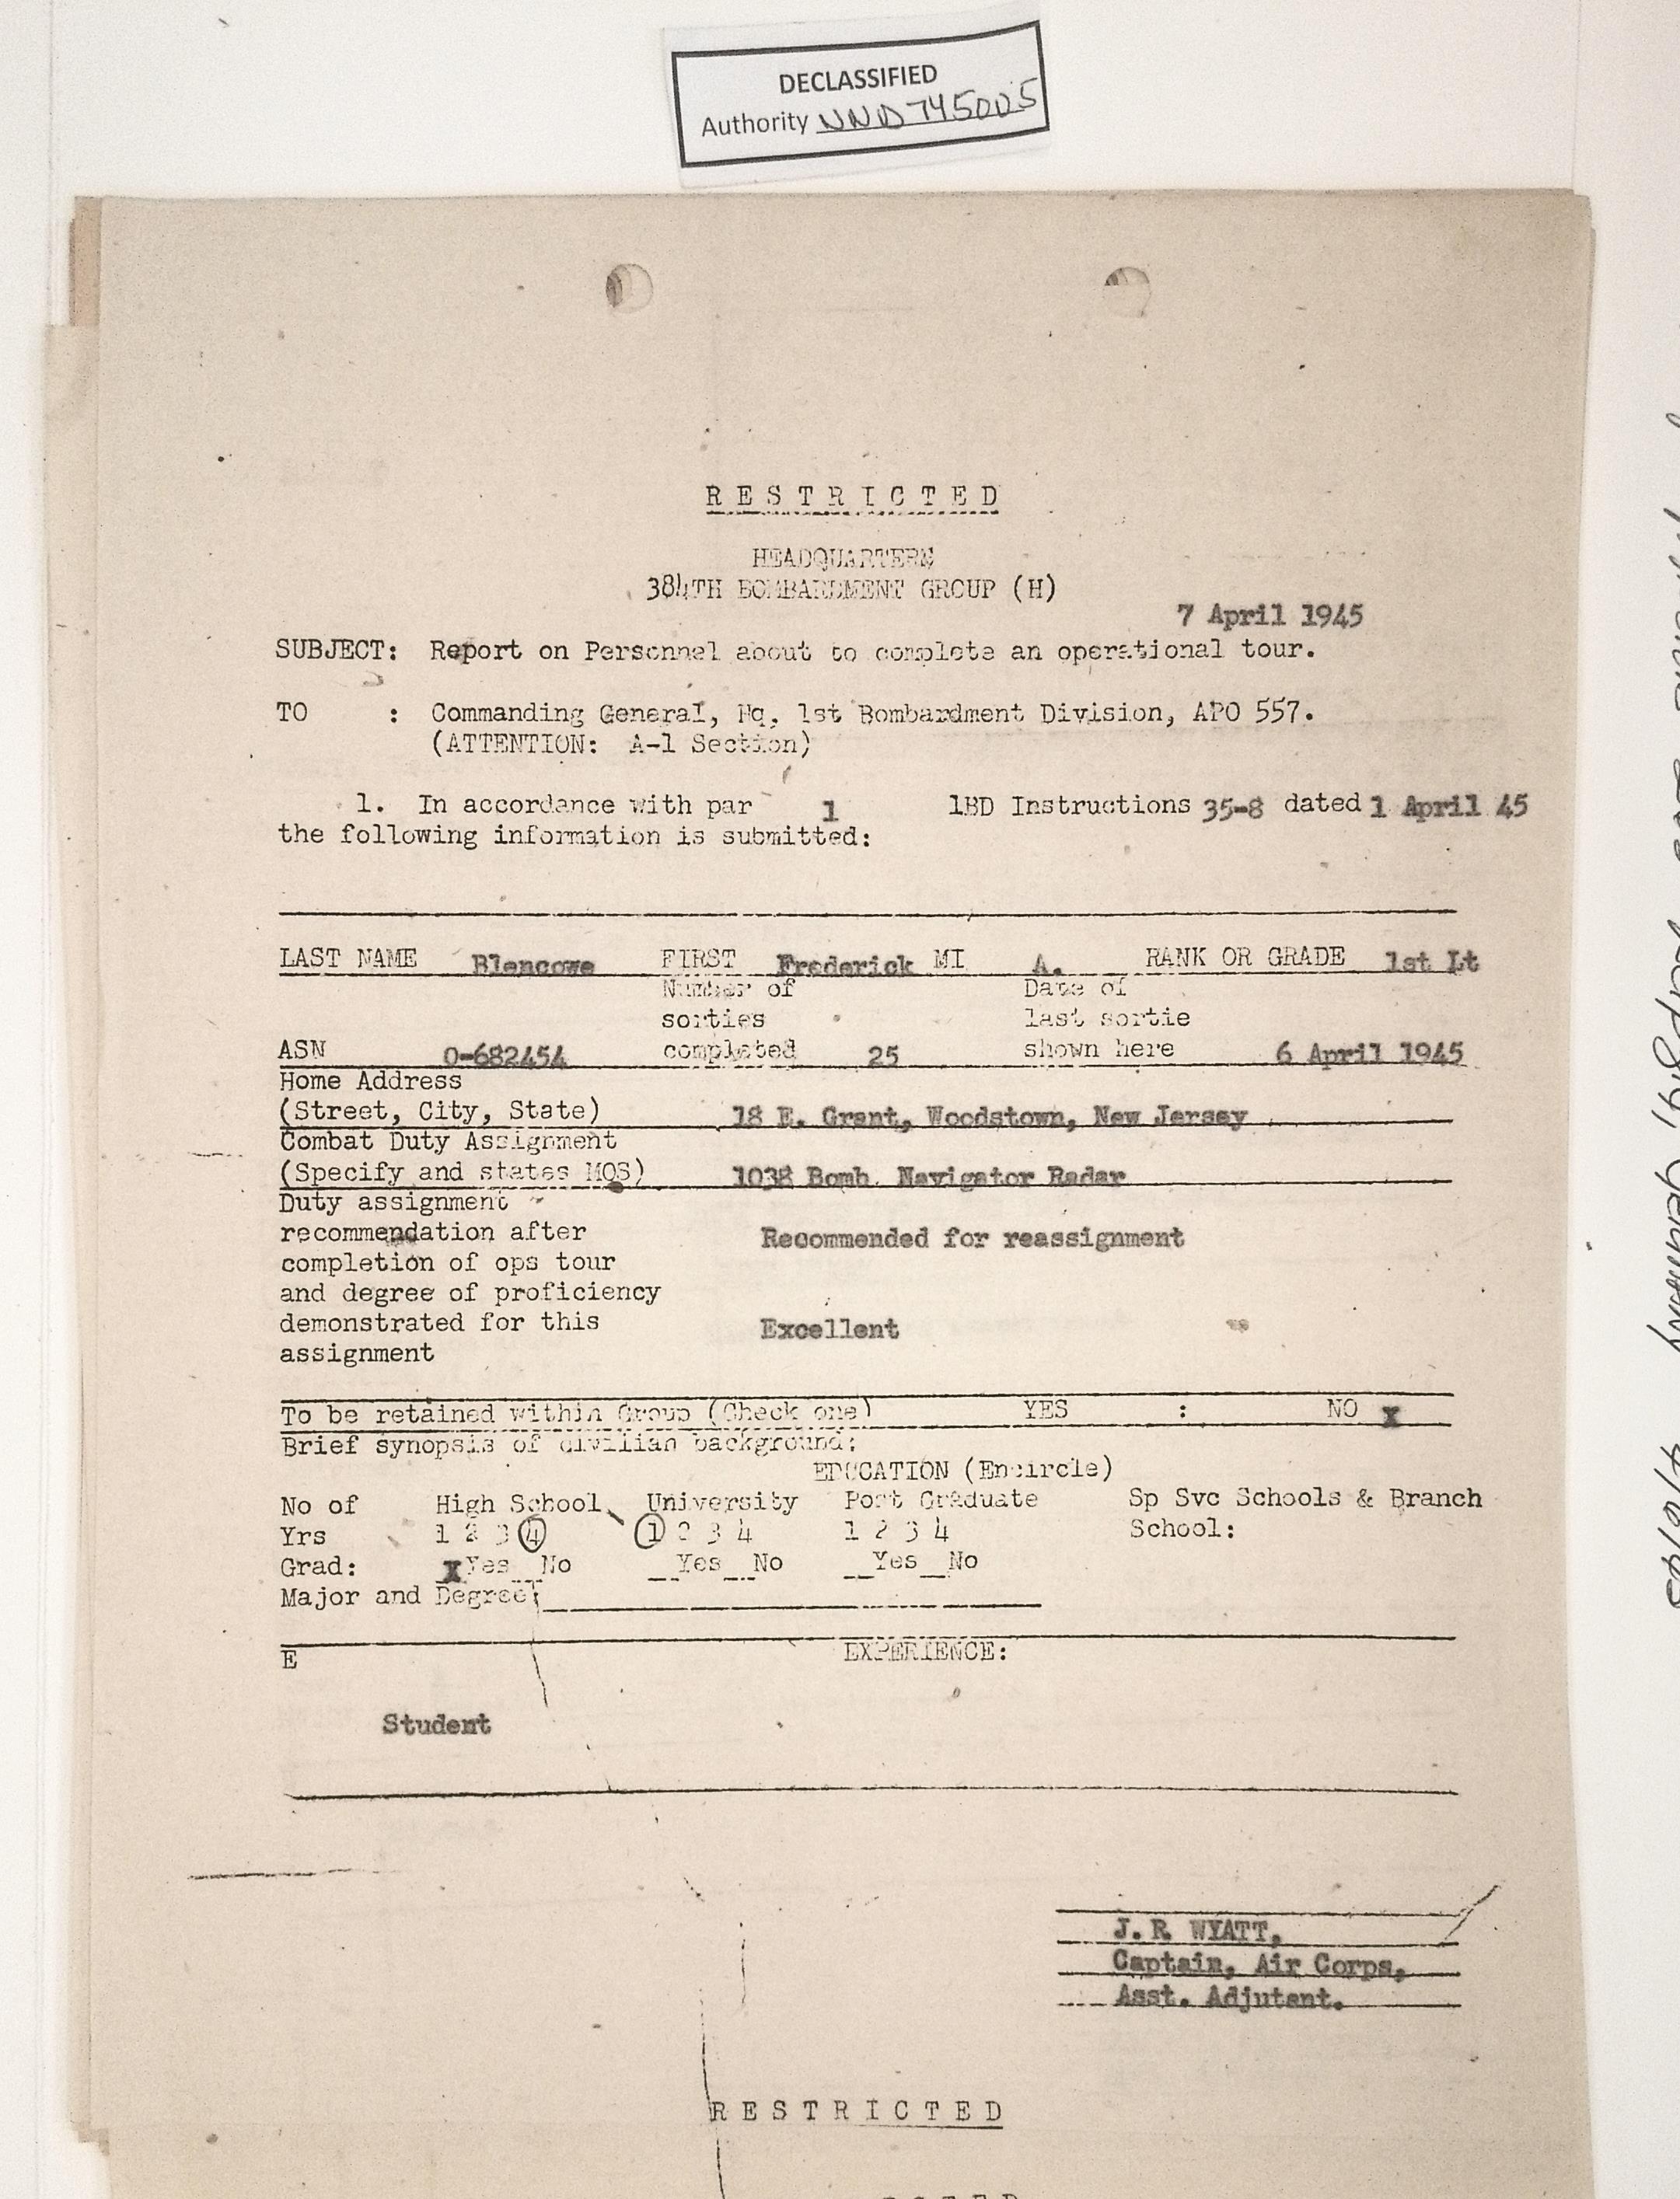 DECLASSIFIED
Authority NND 745005
RESTRICTED
HEADQUARTERS
384TH BOMBARDMENT GROUP (H)
7 April 1945
SUBJECT: Report on Personnel about to complete an operational tour.
TO : Commanding General, Hq. 1st Bombardment Division, APO 557.
(ATTENTION: A-1 Section)
1. In accordance with par 1 1BD Instructions 35-8 dated 1 April 45
the following information is submitted:
LAST NAME Blencowe FIRST Frederick MI A. RANK OR GRADE 1st Lt
Number of Date of
sorties last sortie
ASN O-682454 completed 25 shown here 6 April 1945
Home Address
(Street, City, State) 18 E. Grant, Woodstown, New Jersey
Combat Duty Assignment
(Specify and states MOS) 1038 Bomb. Navigator Radar
Duty assignment
recommendation after Recommended for reassignment
completion of ops tour
and degree of proficiency
demonstrated for this Excellent
assignment
To be retained within Group (Check one) YES : NO x
Brief synopsis of civilian background:
EDUCATION (Encircle)
No of High School University Post Graduate Sp Svc Schools & Branch
Yrs 1 2 3 4 1 2 3 4 1 2 3 4 School:
Grad: X Yes__No __Yes__No __Yes__No
Major and Degree:
E EXPERIENCE:
Student
J. R. WYATT,
Captain, Air Corps,
Asst. Adjutant.
RESTRICTED